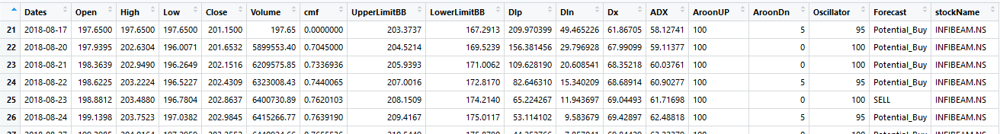 Dates Open High Low Close Volume cmf UpperLimitBB LowerLimitBB DIp DIn Dx ADX AroonUP AroonDn Oscillator Forecast stockName
21 2018-08-17 197.6500 197.6500 197.6500 201.1500 197.65 0.0000000 203.3737 167.2913 209.970399 49.465226 61.86705 58.12741 100 5 95 Potential_Buy INFIBEAM.NS
22 2018-08-20 197.9395 202.6304 196.0071 201.6532 5899553.40 0.7045000 204.5214 169.5239 156.381456 29.796928 67.99099 59.11377 100 0 100 Potential_Buy INFIBEAM.NS
23 2018-08-21 198.3639 202.9490 196.2649 202.1516 6209575.85 0.7336936 205.9393 171.0062 109.628190 20.608541 68.35218 60.03761 100 0 100 Potential_Buy INFIBEAM.NS
24 2018-08-22 198.6225 203.2224 196.5227 202.4309 6323008.43 0.7440065 207.0016 172.8170 82.646310 15.340209 68.68914 60.90277 100 5 95 Potential_Buy INFIBEAM.NS
25 2018-08-23 198.8812 203.4880 196.7804 202.8637 6400730.89 0.7620103 208.1509 174.2140 65.224267 11.943697 69.04493 61.71698 100 0 100 SELL INFIBEAM.NS
26 2018-08-24 199.1398 203.7523 197.0382 202.9845 6415266.77 0.7639190 209.4167 175.0117 53.114102 9.583679 69.42897 62.48818 100 5 95 Potential_Buy INFIBEAM.NS